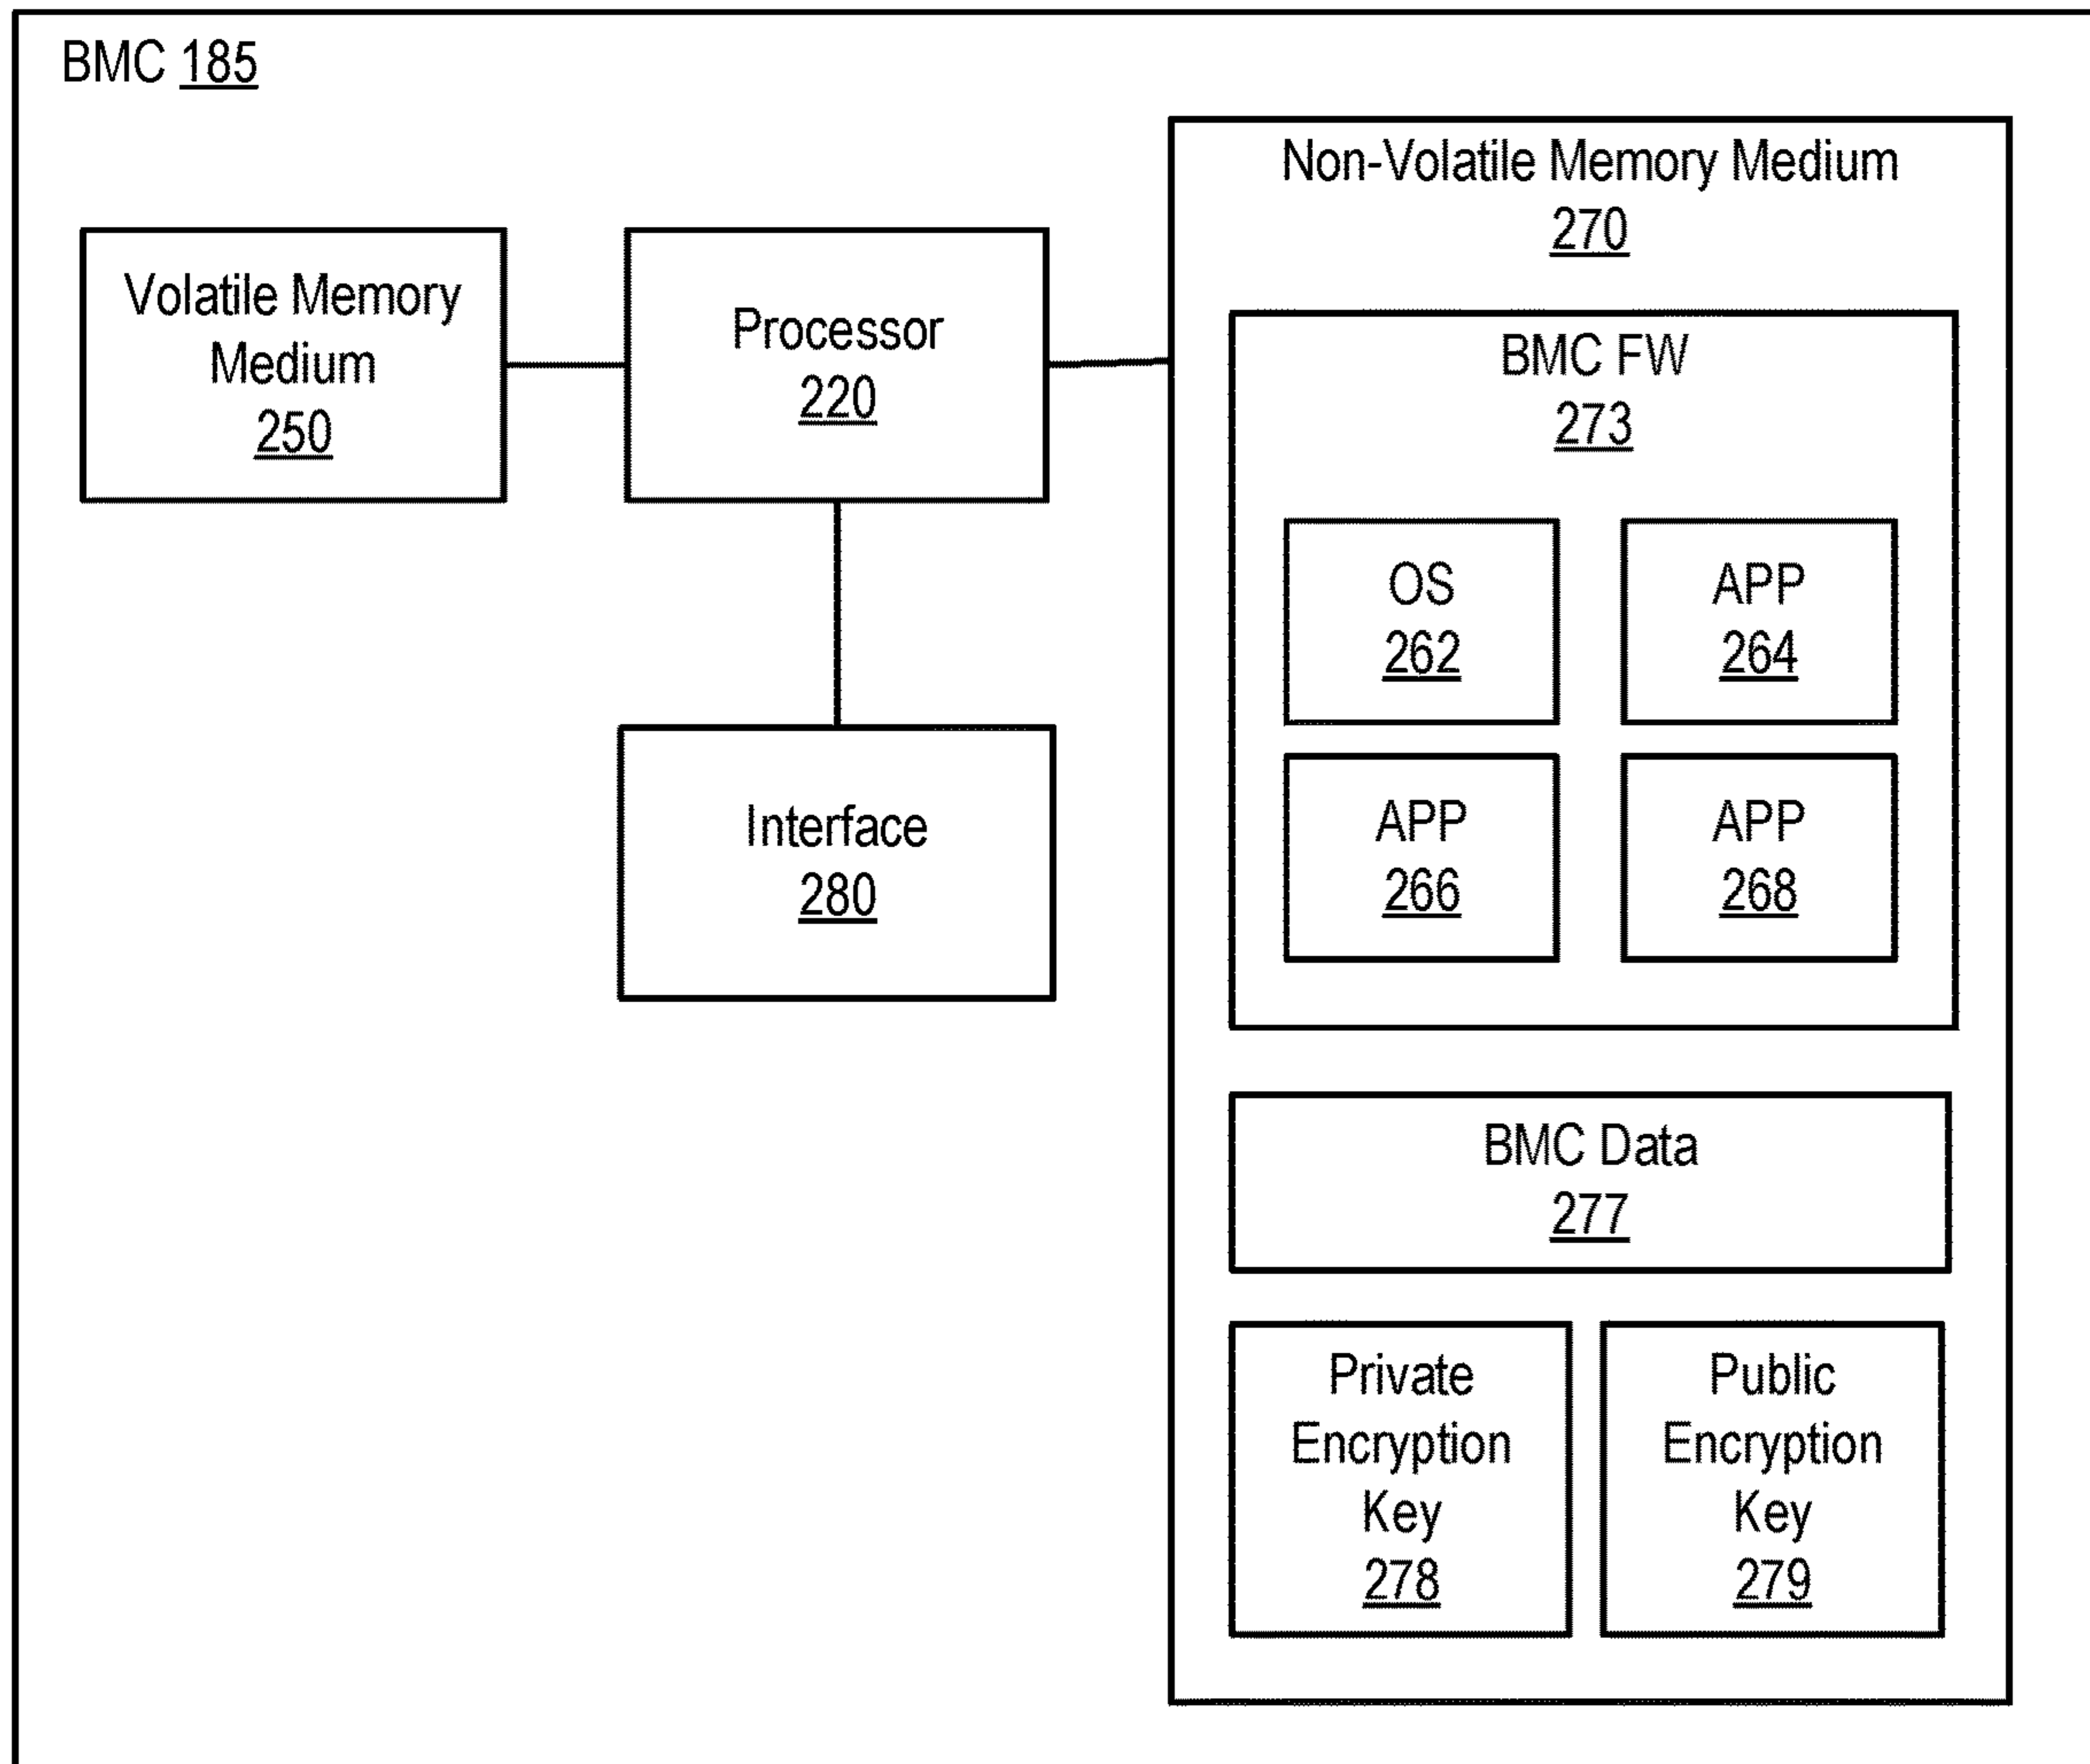 BMC 185
Volatile Memory
Medium
250
Processor
220
Interface
280
Non-Volatile Memory Medium
270
BMC FW
273
OS
262
APP
264
APP
266
APP
268
BMC Data
277
Private
Encryption
Key
278
Public
Encryption
Key
279